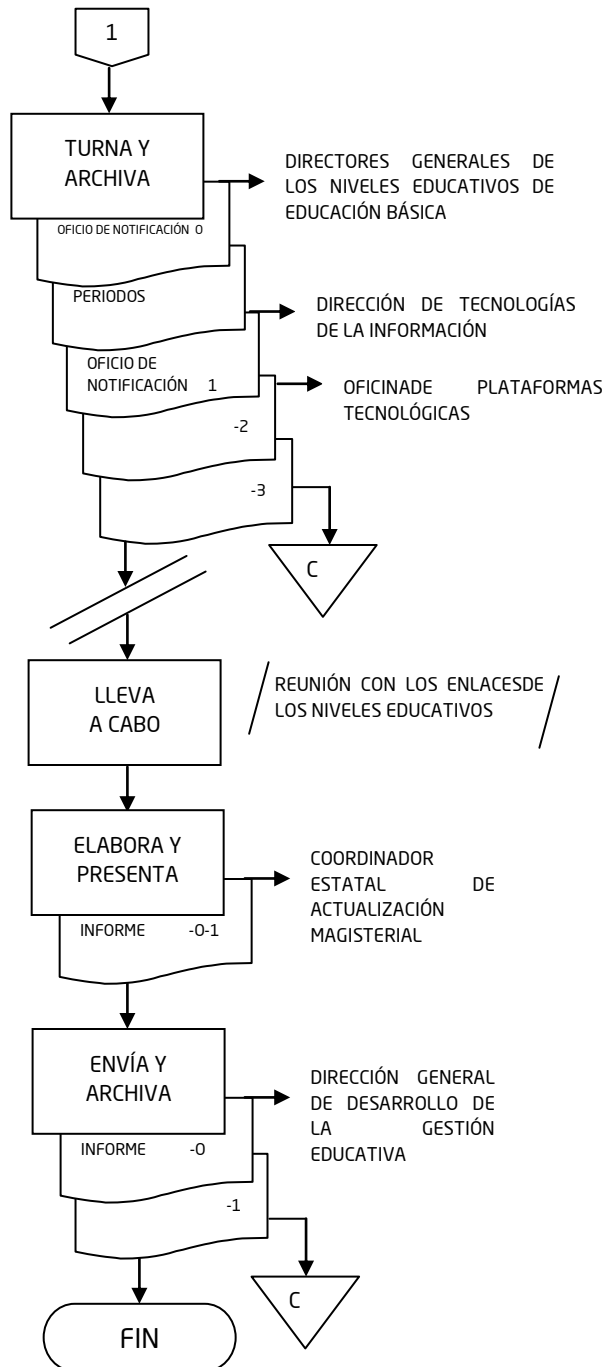 1
TURNA Y
ARCHIVA
DIRECTORES GENERALES DE
LOS NIVELES EDUCATIVOS DE
EDUCACIÓN BÁSICA
OFICIO DE NOTIFICACIÓN 0
PERIODOS
DIRECCIÓN DE TECNOLOGÍAS
DE LA INFORMACIÓN
OFICIO DE
NOTIFICACIÓN 1
OFICINADE PLATAFORMAS
TECNOLÓGICAS
-2
-3
C
LLEVA
A CABO
REUNIÓN CON LOS ENLACESDE
LOS NIVELES EDUCATIVOS
ELABORA Y
PRESENTA
COORDINADOR
ESTATAL DE
ACTUALIZACIÓN
MAGISTERIAL
INFORME -0-1
ENVÍA Y
ARCHIVA
DIRECCIÓN GENERAL
DE DESARROLLO DE
LA GESTIÓN
EDUCATIVA
INFORME -0
-1
C
FIN